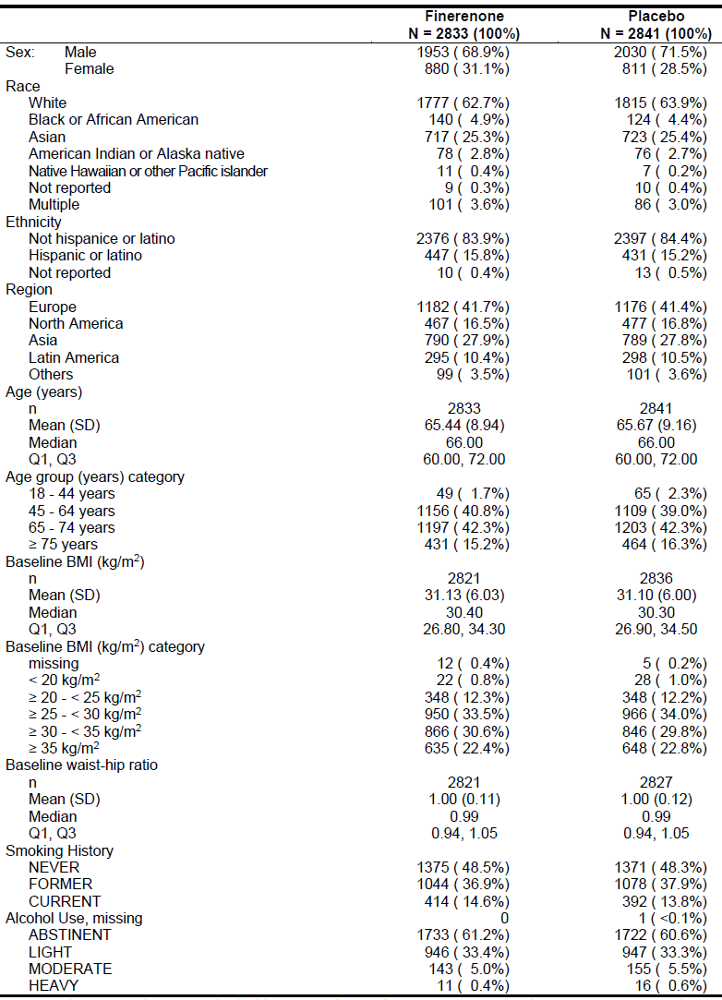 Finerenone Placebo
N = 2833 (100%) N = 2841 (100%)
Sex: Male 1953 ( 68.9%) 2030 ( 71.5%)
Female 880 ( 31.1%) 811 ( 28.5%)
Race
White 1777 ( 62.7%) 1815 ( 63.9%)
Black or African American 140 ( 4.9%) 124 ( 4.4%)
Asian 717 ( 25.3%) 723 ( 25.4%)
American Indian or Alaska native 78 ( 2.8%) 76 ( 2.7%)
Native Hawaiian or other Pacific islander 11 ( 0.4%) 7 ( 0.2%)
Not reported 9 ( 0.3%) 10 ( 0.4%)
Multiple 101 ( 3.6%) 86 ( 3.0%)
Ethnicity
Not hispanice or latino 2376 ( 83.9%) 2397 ( 84.4%)
Hispanic or latino 447 ( 15.8%) 431 ( 15.2%)
Not reported 10 ( 0.4%) 13 ( 0.5%)
Region
Europe 1182 ( 41.7%) 1176 ( 41.4%)
North America 467 ( 16.5%) 477 ( 16.8%)
Asia 790 ( 27.9%) 789 ( 27.8%)
Latin America 295 ( 10.4%) 298 ( 10.5%)
Others 99 ( 3.5%) 101 ( 3.6%)
Age (years)
n 2833 2841
Mean (SD) 65.44 (8.94) 65.67 (9.16)
Median 66.00 66.00
Q1, Q3 60.00, 72.00 60.00, 72.00
Age group (years) category
18 - 44 years 49 ( 1.7%) 65 ( 2.3%)
45 - 64 years 1156 ( 40.8%) 1109 ( 39.0%)
65 - 74 years 1197 ( 42.3%) 1203 ( 42.3%)
≥ 75 years 431 ( 15.2%) 464 ( 16.3%)
Baseline BMI (kg/m²)
n 2821 2836
Mean (SD) 31.13 (6.03) 31.10 (6.00)
Median 30.40 30.30
Q1, Q3 26.80, 34.30 26.90, 34.50
Baseline BMI (kg/m²) category
missing 12 ( 0.4%) 5 ( 0.2%)
< 20 kg/m² 22 ( 0.8%) 28 ( 1.0%)
≥ 20 - < 25 kg/m² 348 ( 12.3%) 348 ( 12.2%)
≥ 25 - < 30 kg/m² 950 ( 33.5%) 966 ( 34.0%)
≥ 30 - < 35 kg/m² 866 ( 30.6%) 846 ( 29.8%)
≥ 35 kg/m² 635 ( 22.4%) 648 ( 22.8%)
Baseline waist-hip ratio
n 2821 2827
Mean (SD) 1.00 (0.11) 1.00 (0.12)
Median 0.99 0.99
Q1, Q3 0.94, 1.05 0.94, 1.05
Smoking History
NEVER 1375 ( 48.5%) 1371 ( 48.3%)
FORMER 1044 ( 36.9%) 1078 ( 37.9%)
CURRENT 414 ( 14.6%) 392 ( 13.8%)
Alcohol Use, missing 0 1 ( <0.1%)
ABSTINENT 1733 ( 61.2%) 1722 ( 60.6%)
LIGHT 946 ( 33.4%) 947 ( 33.3%)
MODERATE 143 ( 5.0%) 155 ( 5.5%)
HEAVY 11 ( 0.4%) 16 ( 0.6%)